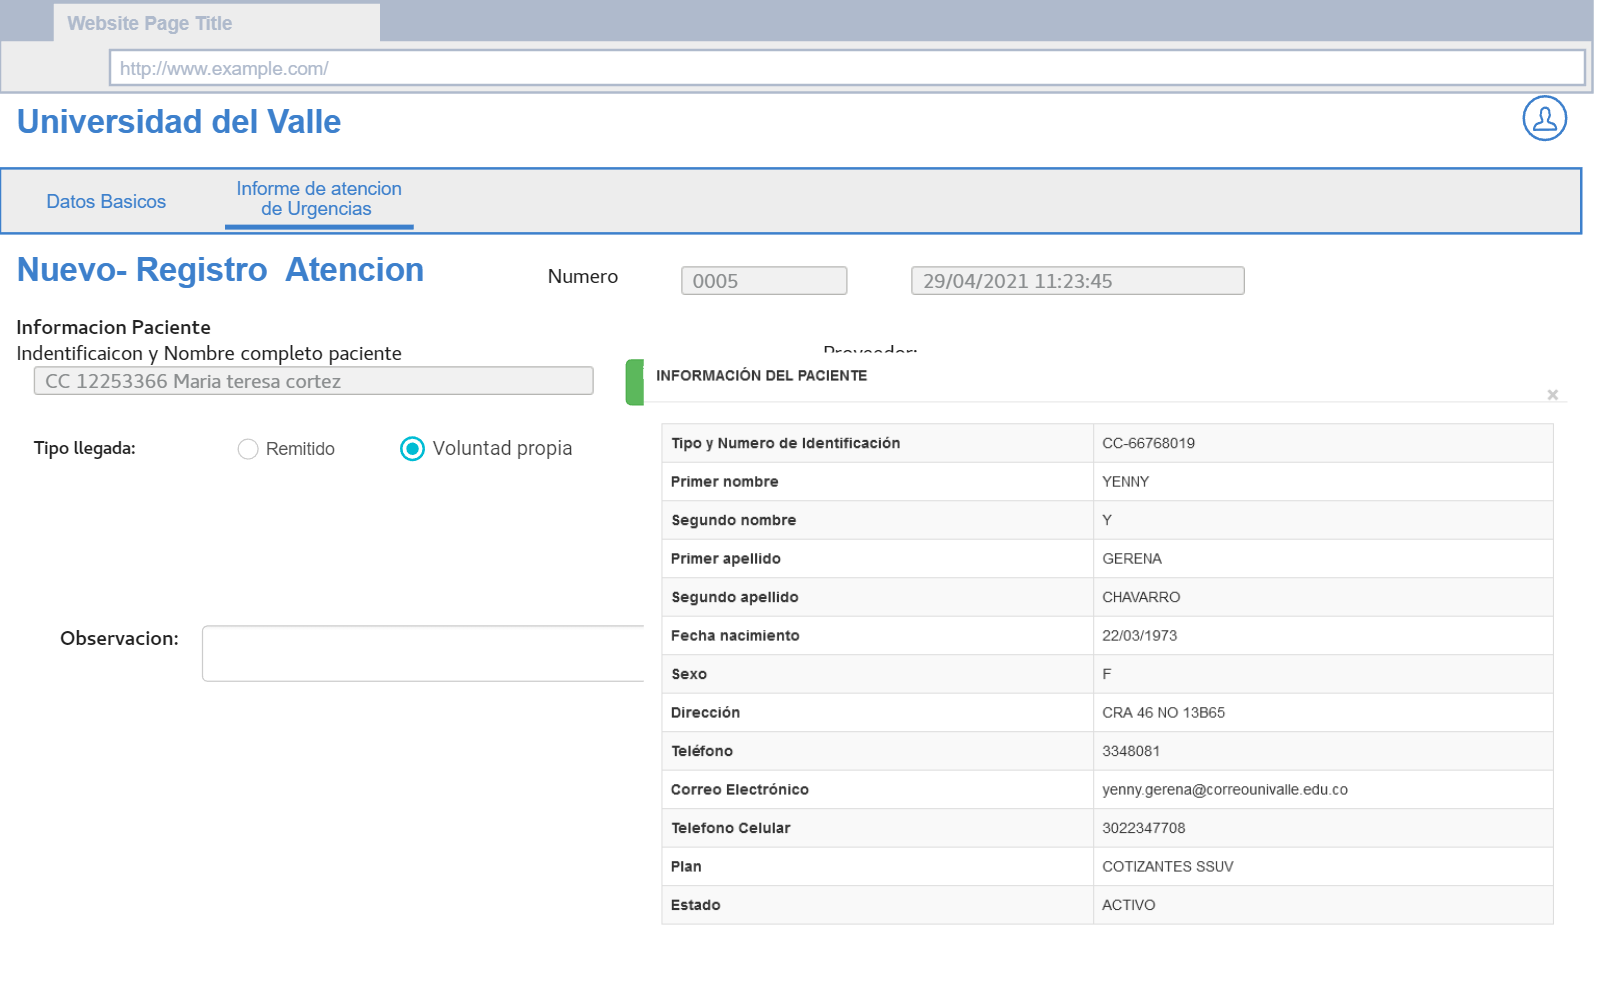 Website Page Title
http://www.example.com/
Universidad del Valle
Datos Basicos
Informe de atencion
de Urgencias
Nuevo- Registro Atencion
Numero
0005
29/04/2021 11:23:45
Informacion Paciente
Indentificaicon y Nombre completo paciente
Proveedor:
CC 12253366 Maria teresa cortez
INFORMACIÓN DEL PACIENTE
×
Tipo llegada:
Remitido
Voluntad propia
Observacion:
Tipo y Numero de Identificación CC-66768019
Primer nombre YENNY
Segundo nombre Y
Primer apellido GERENA
Segundo apellido CHAVARRO
Fecha nacimiento 22/03/1973
Sexo F
Dirección CRA 46 NO 13B65
Teléfono 3348081
Correo Electrónico yenny.gerena@correounivalle.edu.co
Telefono Celular 3022347708
Plan COTIZANTES SSUV
Estado ACTIVO